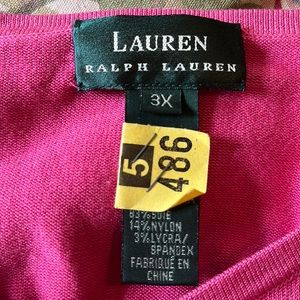 LAUREN
RALPH LAUREN
3X
5
486
83%SOIE
14%NYLON
3%LYCRA/
SPANDEX
FABRIQUÉ EN
CHINE